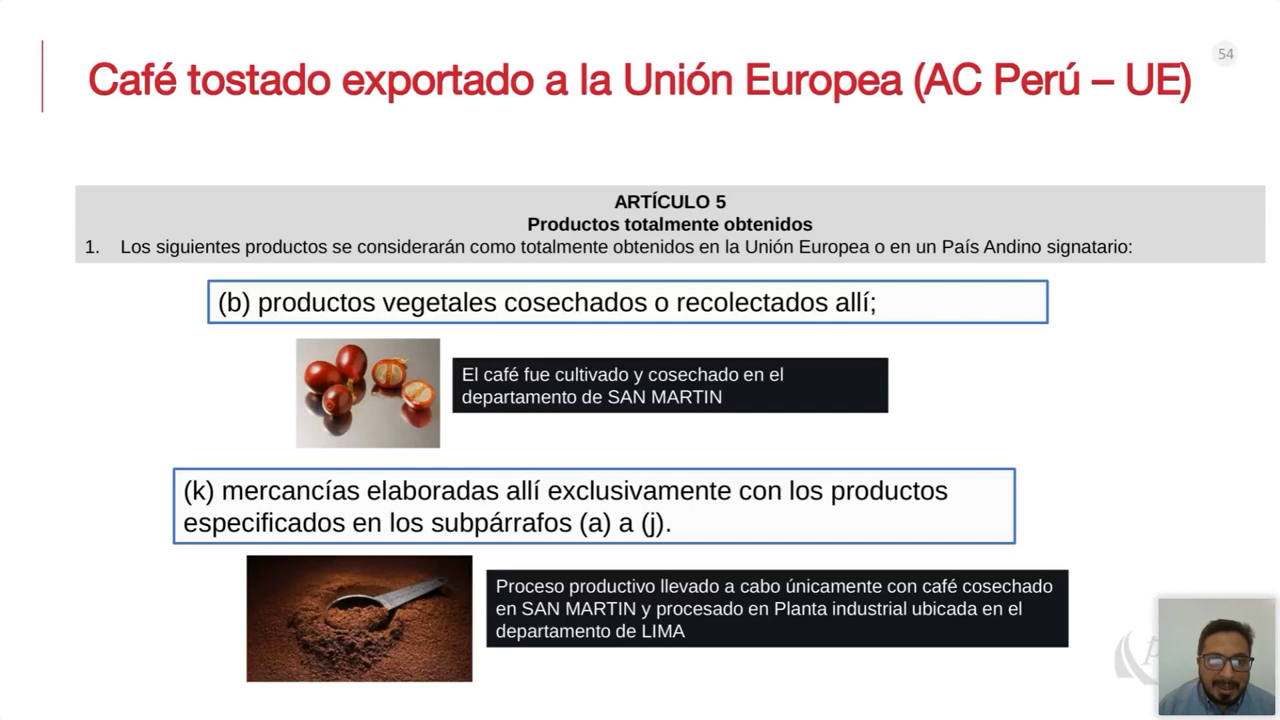 54
Café tostado exportado a la Unión Europea (AC Perú – UE)
ARTÍCULO 5
Productos totalmente obtenidos
1. Los siguientes productos se considerarán como totalmente obtenidos en la Unión Europea o en un País Andino signatario:
(b) productos vegetales cosechados o recolectados allí;
El café fue cultivado y cosechado en el
departamento de SAN MARTIN
(k) mercancías elaboradas allí exclusivamente con los productos
especificados en los subpárrafos (a) a (j).
Proceso productivo llevado a cabo únicamente con café cosechado
en SAN MARTIN y procesado en Planta industrial ubicada en el
departamento de LIMA